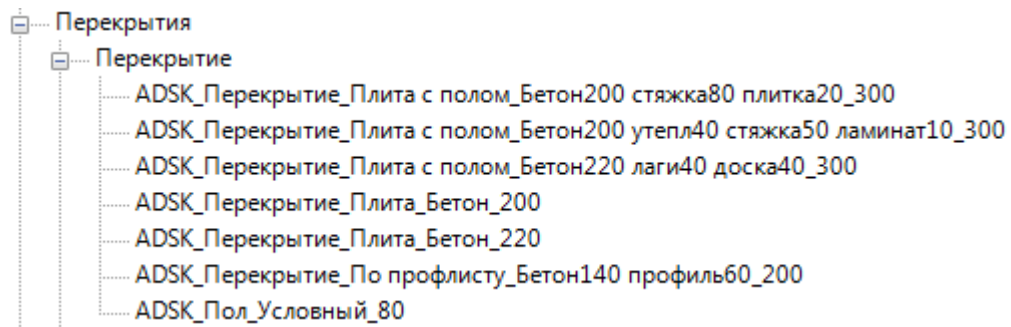 Перекрытия
Перекрытие
ADSK_Перекрытие_Плита с полом_Бетон200 стяжка80 плитка20_300
ADSK_Перекрытие_Плита с полом_Бетон200 утепл40 стяжка50 ламинат10_300
ADSK_Перекрытие_Плита с полом_Бетон220 лаги40 доска40_300
ADSK_Перекрытие_Плита_Бетон_200
ADSK_Перекрытие_Плита_Бетон_220
ADSK_Перекрытие_По профлисту_Бетон140 профиль60_200
ADSK_Пол_Условный_80